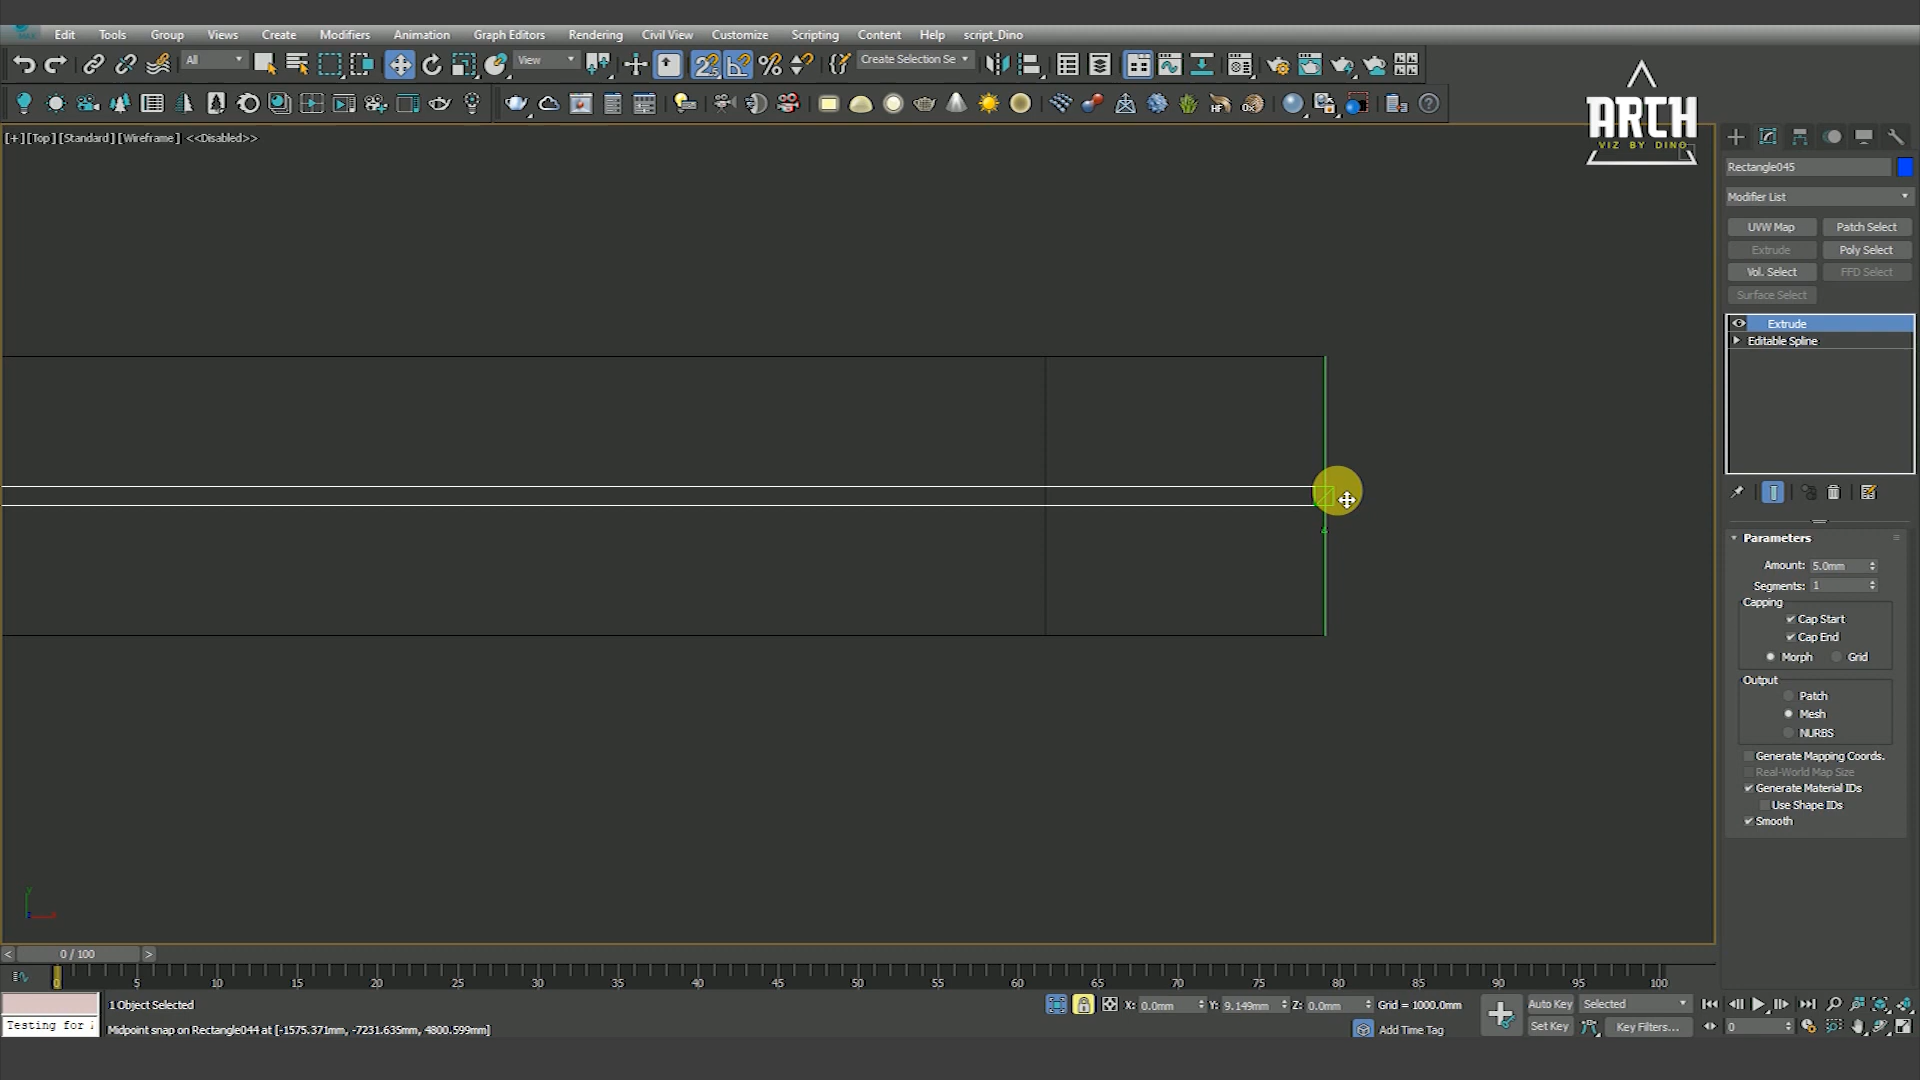 Edit Tools Group Views Create Modifiers Animation Graph Editors Rendering Civil View Customize Scripting Content Help script_Dino
All View Create Selection Se
[+] [Top] [Standard] [Wireframe] <<Disabled>>
ARCH
VIZ BY DINO
Rectangle045
Modifier List
UVW Map Patch Select
Extrude Poly Select
Vol. Select FFD Select
Surface Select
Extrude
Editable Spline
Parameters
Amount: 5.0mm
Segments: 1
Capping
Cap Start
Cap End
Morph Grid
Output
Patch
Mesh
NURBS
Generate Mapping Coords.
Real-World Map Size
Generate Material IDs
Use Shape IDs
Smooth
< 0 / 100 >
0 5 10 15 20 25 30 35 40 45 50 55 60 65 70 75 80 85 90 95 100
1 Object Selected X: 0.0mm Y: 9.149mm Z: 0.0mm Grid = 1000.0mm Auto Key Selected
Testing for Midpoint snap on Rectangle044 at [-1575.371mm, -7231.635mm, 4800.599mm] Add Time Tag Set Key Key Filters... 0